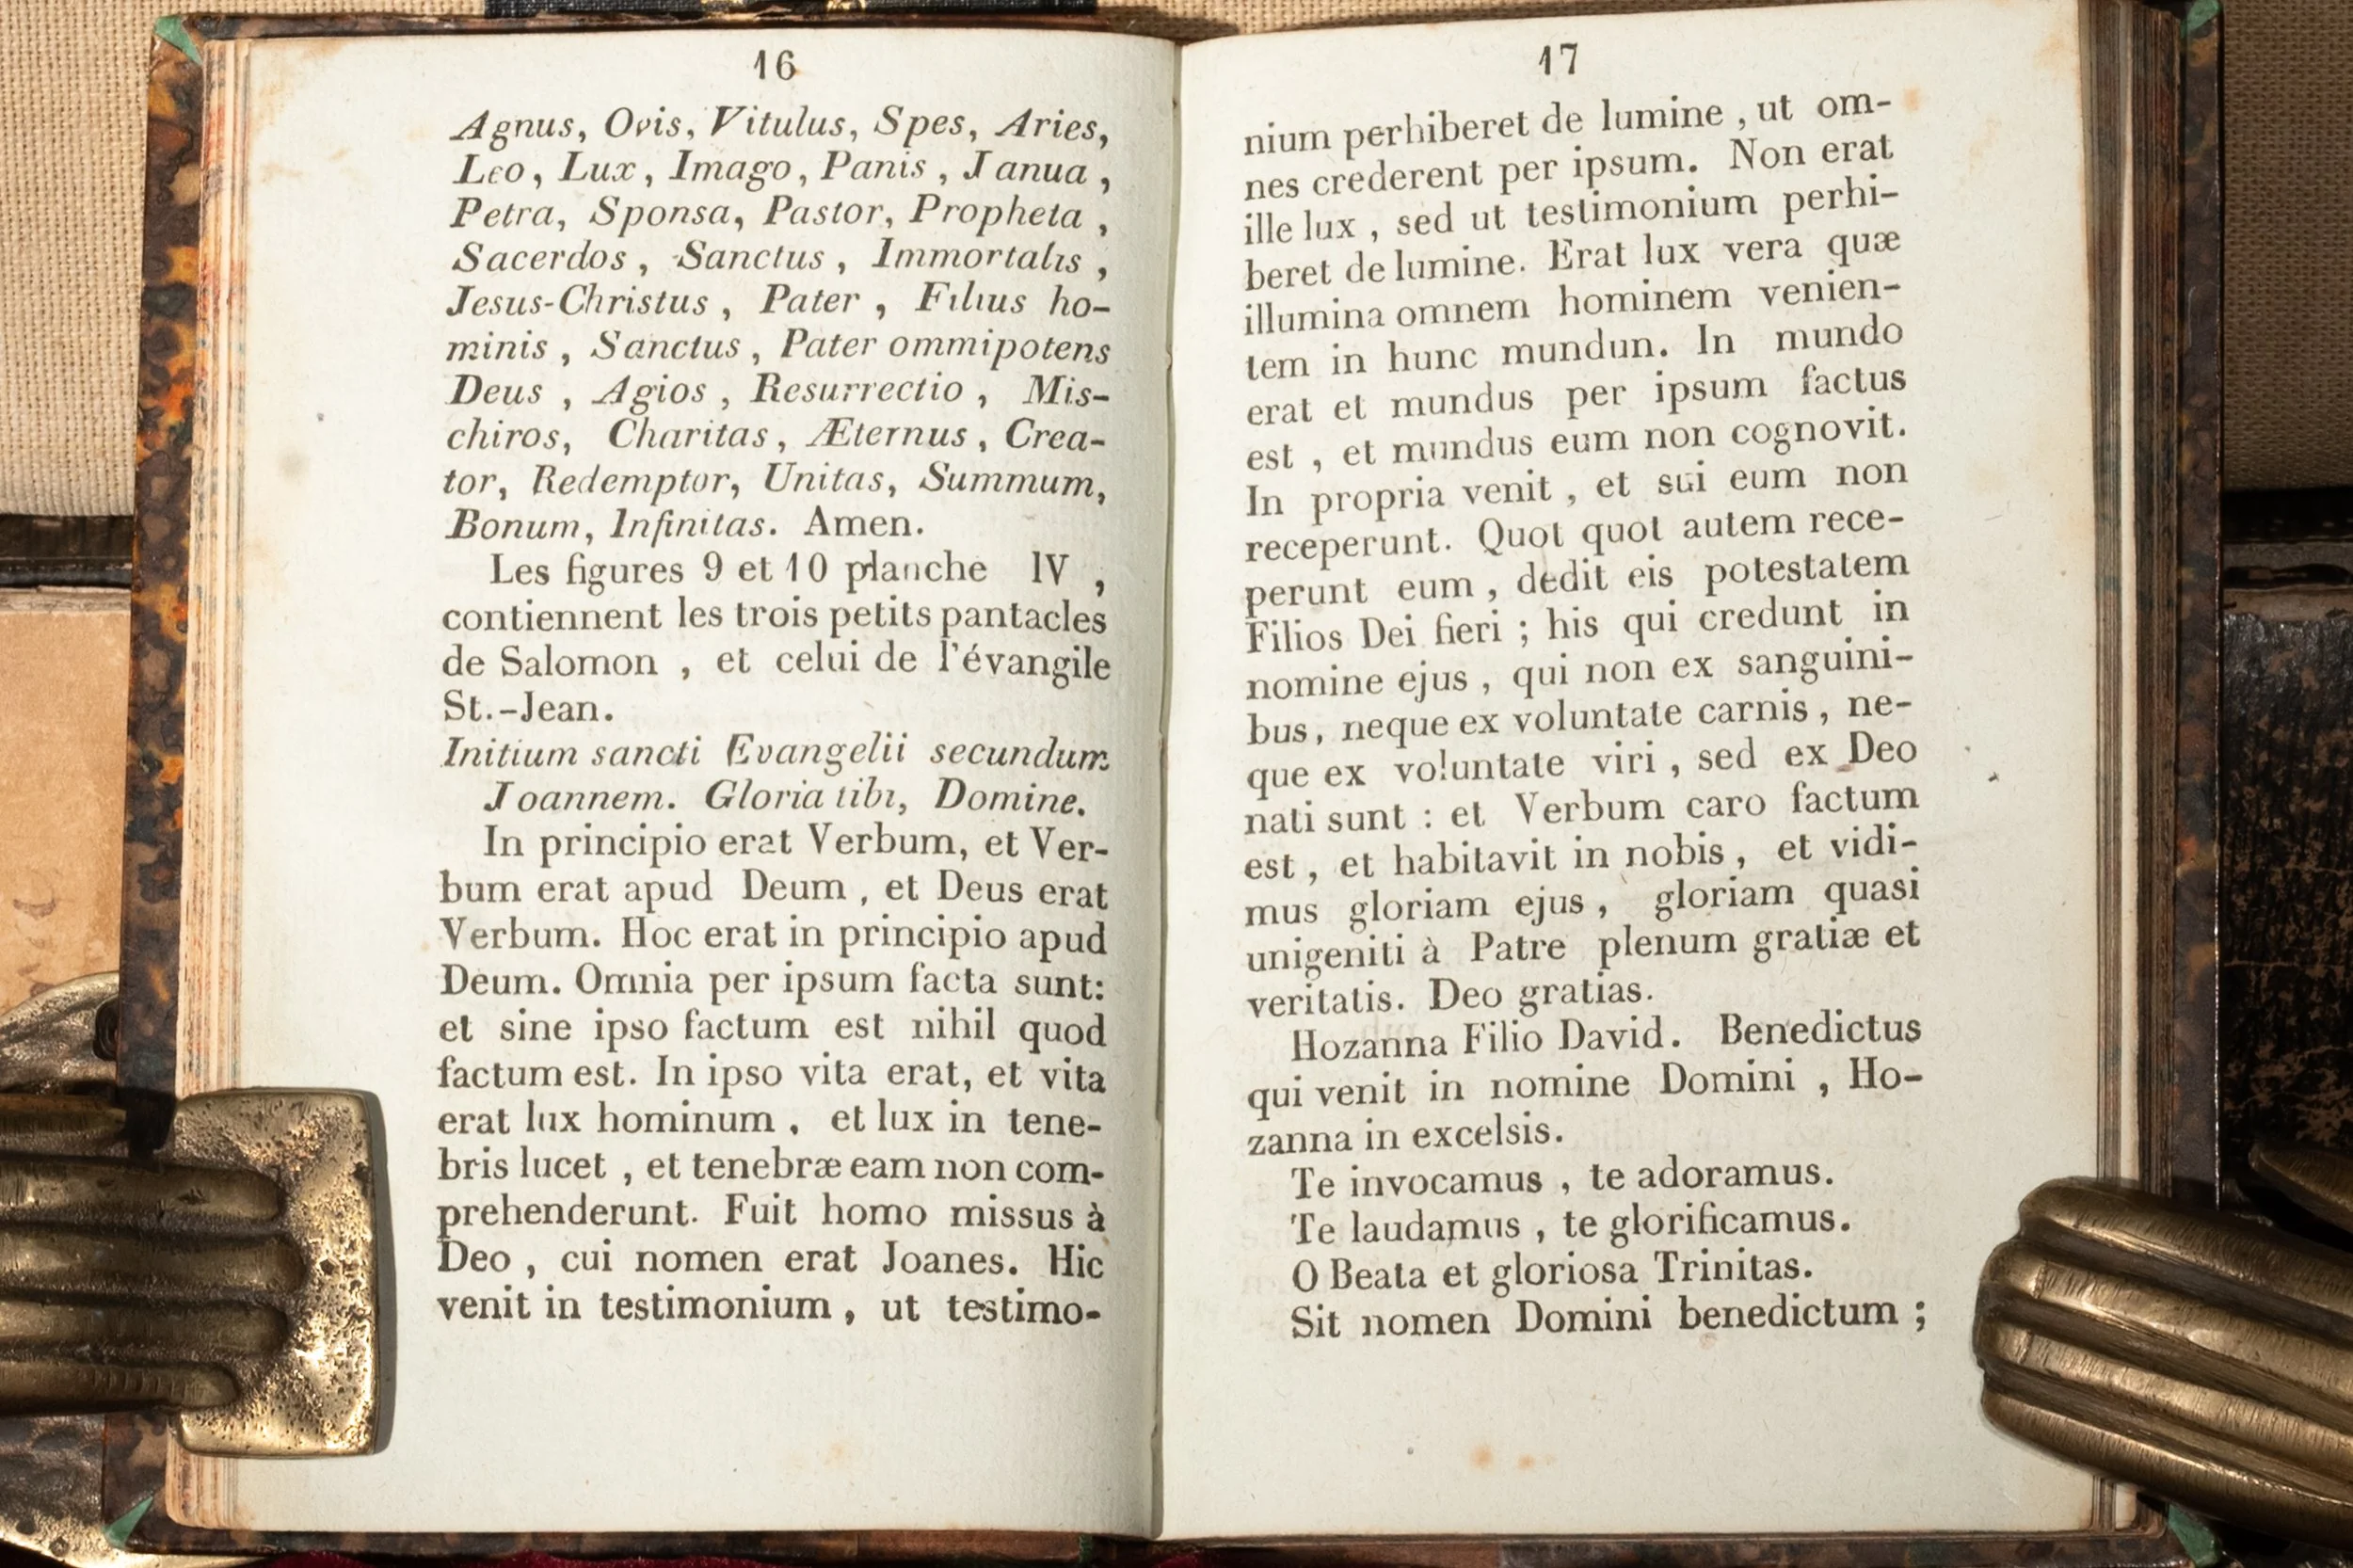 16
Agnus, Ovis, Vitulus, Spes, Aries,
Leo, Lux, Imago, Panis, Janua,
Petra, Sponsa, Pastor, Propheta,
Sacerdos, Sanctus, Immortalis,
Jesus-Christus, Pater, Filius ho-
minis, Sanctus, Pater ommipotens
Deus, Agios, Resurrectio, Mis-
chiros, Charitas, Æternus, Crea-
tor, Redemptor, Unitas, Summum,
Bonum, Infinitas. Amen.
Les figures 9 et 10 planche IV,
contiennent les trois petits pantacles
de Salomon, et celui de l'évangile
St.-Jean.
Initium sancti Evangelii secundum
Joannem. Gloria tibi, Domine.
In principio erat Verbum, et Ver-
bum erat apud Deum, et Deus erat
Verbum. Hoc erat in principio apud
Deum. Omnia per ipsum facta sunt:
et sine ipso factum est nihil quod
factum est. In ipso vita erat, et vita
erat lux hominum, et lux in tene-
bris lucet, et tenebræ eam non com-
prehenderunt. Fuit homo missus à
Deo, cui nomen erat Joanes. Hic
venit in testimonium, ut testimo-
17
nium perhiberet de lumine, ut om-
nes crederent per ipsum. Non erat
ille lux, sed ut testimonium perhi-
beret de lumine. Erat lux vera quæ
illumina omnem hominem venien-
tem in hunc mundun. In mundo
erat et mundus per ipsum factus
est, et mundus eum non cognovit.
In propria venit, et sui eum non
receperunt. Quot quot autem rece-
perunt eum, dedit eis potestatem
Filios Dei fieri; his qui credunt in
nomine ejus, qui non ex sanguini-
bus, neque ex voluntate carnis, ne-
que ex voluntate viri, sed ex Deo
nati sunt: et Verbum caro factum
est, et habitavit in nobis, et vidi-
mus gloriam ejus, gloriam quasi
unigeniti à Patre plenum gratiæ et
veritatis. Deo gratias.
Hozanna Filio David. Benedictus
qui venit in nomine Domini, Ho-
zanna in excelsis.
Te invocamus, te adoramus.
Te laudamus, te glorificamus.
O Beata et gloriosa Trinitas.
Sit nomen Domini benedictum;